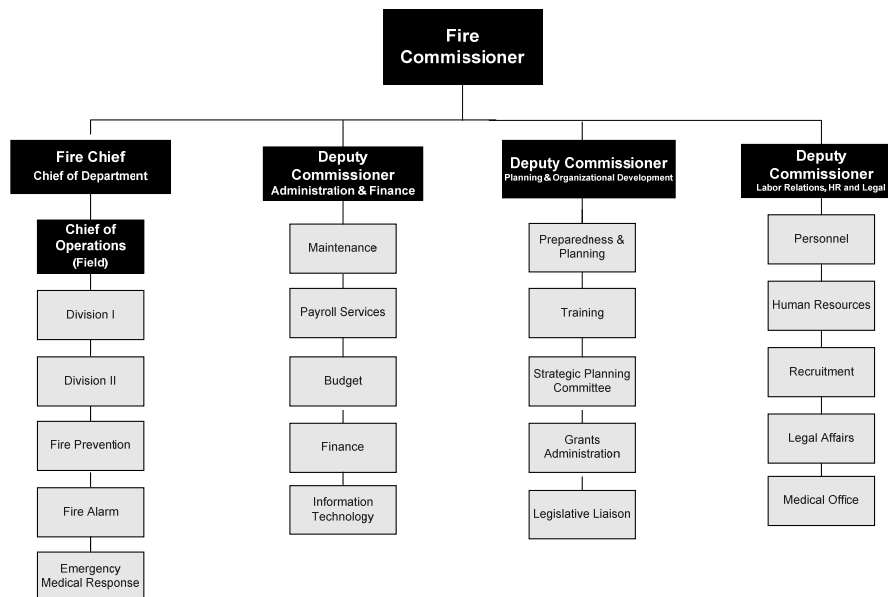 Fire
Commissioner
Fire Chief
Chief of Department
Deputy
Commissioner
Administration & Finance
Deputy Commissioner
Planning & Organizational Development
Deputy
Commissioner
Labor Relations, HR and Legal
Chief of
Operations
(Field)
Division I
Division II
Fire Prevention
Fire Alarm
Emergency
Medical Response
Maintenance
Payroll Services
Budget
Finance
Information
Technology
Preparedness &
Planning
Training
Strategic Planning
Committee
Grants
Administration
Legislative Liaison
Personnel
Human Resources
Recruitment
Legal Affairs
Medical Office